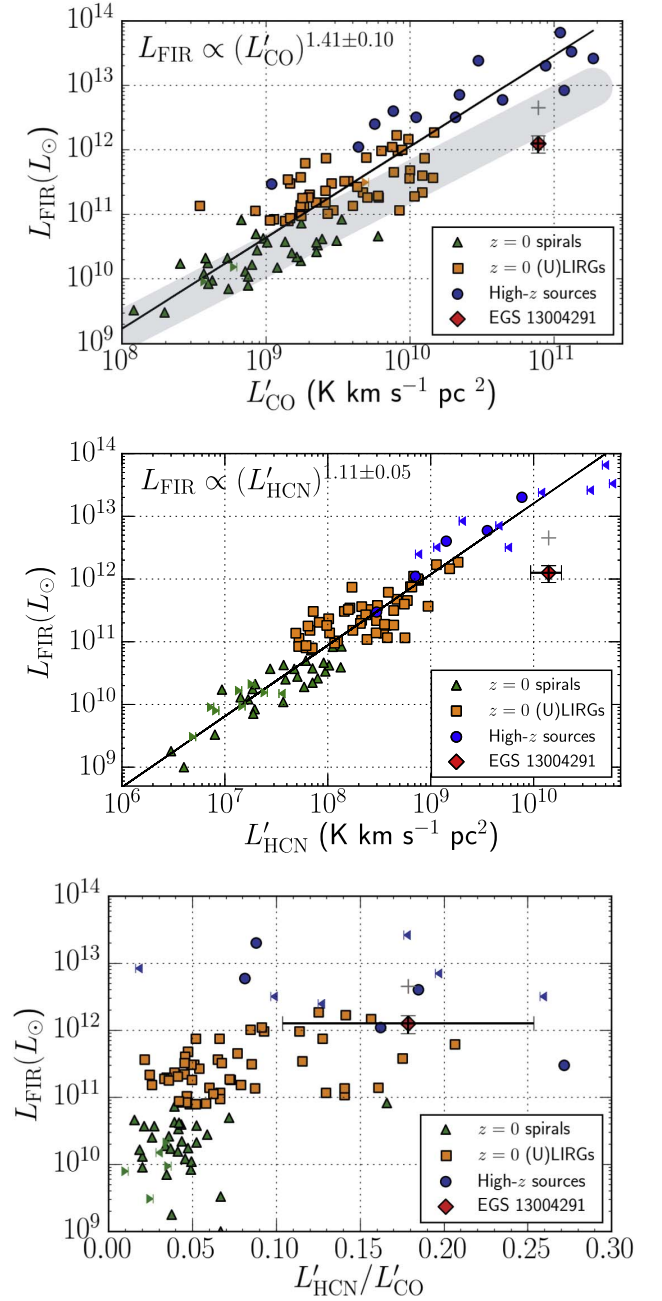 L_FIR ∝ (L′_CO)^1.41±0.10
10^14
10^13
10^12
10^11
10^10
10^9
L_FIR(L_⊙)
z = 0 spirals
z = 0 (U)LIRGs
High-z sources
EGS 13004291
10^8 10^9 10^10 10^11
L′_CO (K km s^−1 pc^2)
L_FIR ∝ (L′_HCN)^1.11±0.05
10^14
10^13
10^12
10^11
10^10
10^9
L_FIR(L_⊙)
z = 0 spirals
z = 0 (U)LIRGs
High-z sources
EGS 13004291
10^6 10^7 10^8 10^9 10^10
L′_HCN (K km s^−1 pc^2)
10^14
10^13
10^12
10^11
10^10
10^9
L_FIR(L_⊙)
z = 0 spirals
z = 0 (U)LIRGs
High-z sources
EGS 13004291
0.00 0.05 0.10 0.15 0.20 0.25 0.30
L′_HCN/L′_CO